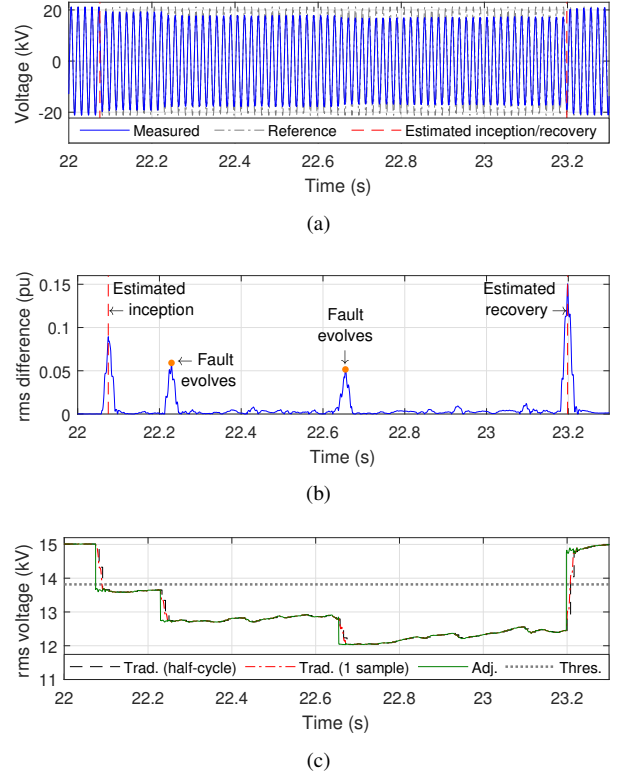 Voltage (kV)
20
0
-20
Measured
Reference
Estimated inception/recovery
22
22.2
22.4
22.6
22.8
23
23.2
Time (s)
(a)
rms difference (pu)
0.15
0.1
0.05
0
Estimated
inception
Fault
evolves
Fault
evolves
Estimated
recovery
22
22.2
22.4
22.6
22.8
23
23.2
Time (s)
(b)
rms voltage (kV)
15
14
13
12
11
Trad. (half-cycle)
Trad. (1 sample)
Adj.
Thres.
22
22.2
22.4
22.6
22.8
23
23.2
Time (s)
(c)